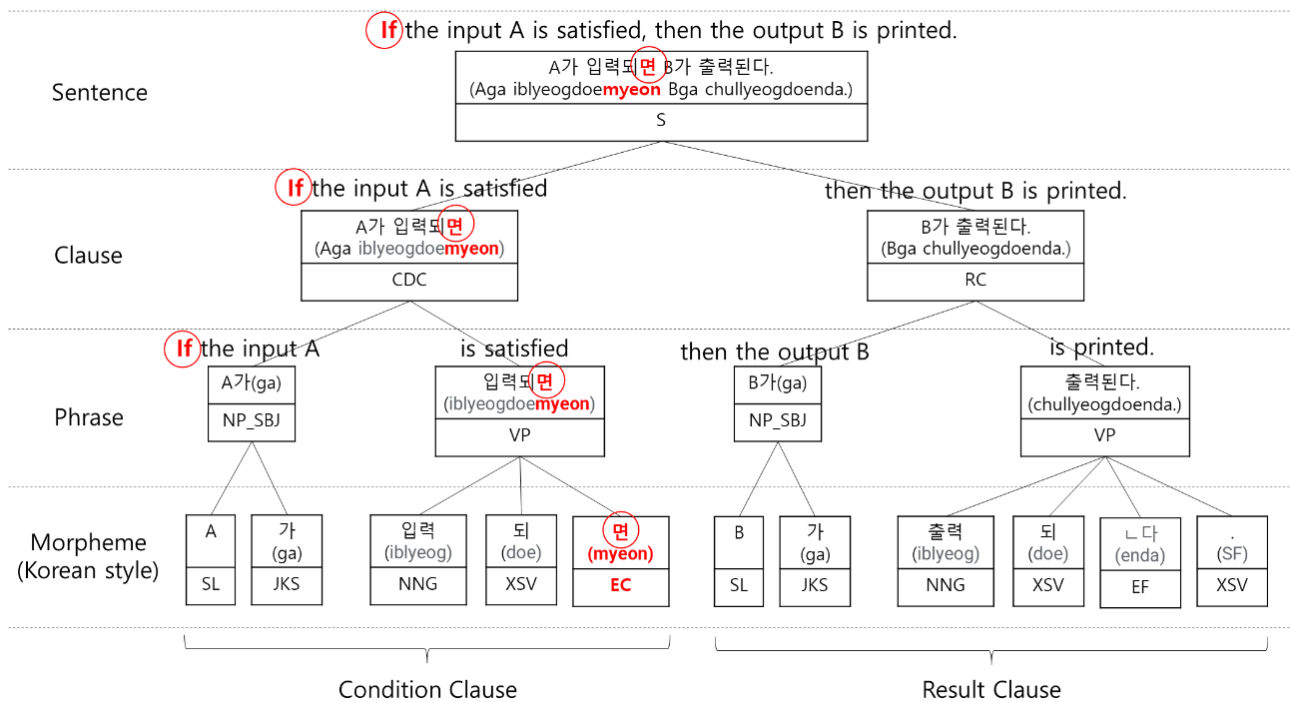 If the input A is satisfied, then the output B is printed.
Sentence
A가 입력되면 B가 출력된다.
(Aga iblyeogdoemyeon Bga chullyeogdoenda.)
S
If the input A is satisfied
then the output B is printed.
Clause
A가 입력되면
(Aga iblyeogdoemyeon)
CDC
B가 출력된다.
(Bga chullyeogdoenda.)
RC
If the input A
is satisfied
then the output B
is printed.
Phrase
A가(ga)
NP_SBJ
입력되면
(iblyeogdoemyeon)
VP
B가(ga)
NP_SBJ
출력된다.
(chullyeogdoenda.)
VP
Morpheme
(Korean style)
A
SL
가
(ga)
JKS
입력
(iblyeog)
NNG
되
(doe)
XSV
면
(myeon)
EC
B
SL
가
(ga)
JKS
출력
(iblyeog)
NNG
되
(doe)
XSV
ㄴ다
(enda)
EF
.
(SF)
XSV
Condition Clause
Result Clause